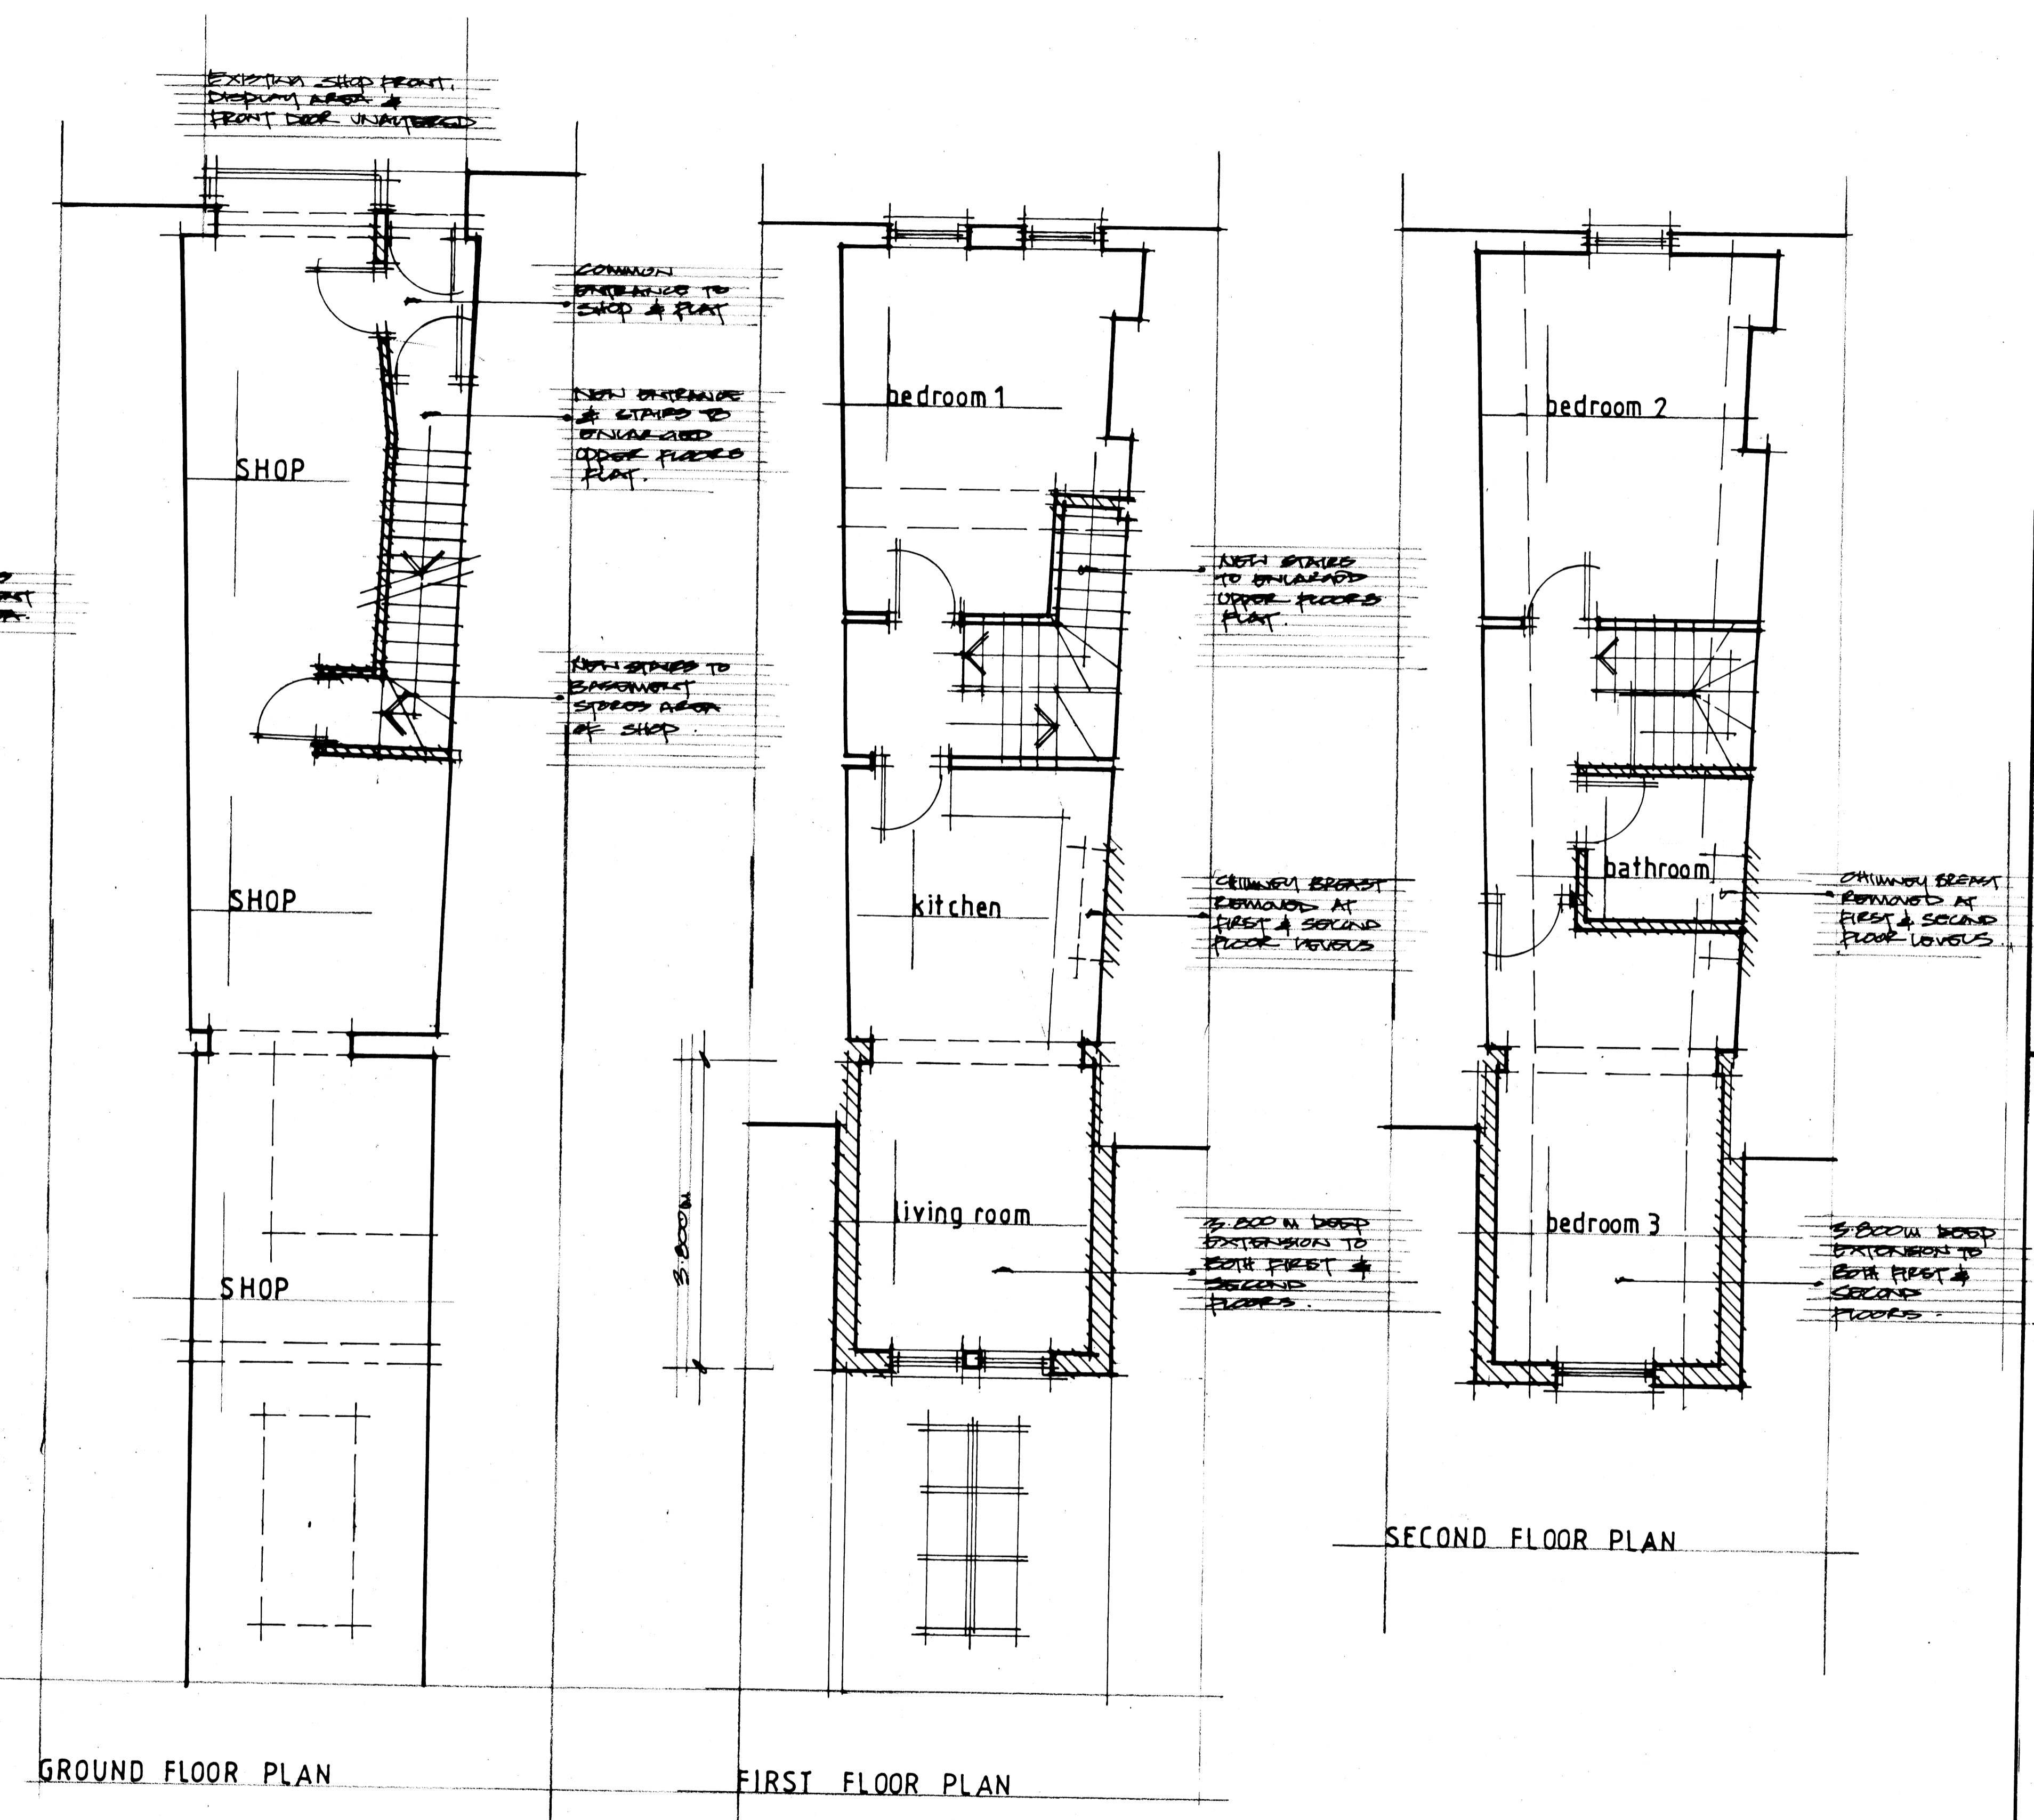 EXISTING SHOP FRONT,
DISPLAY AREA &
FRONT DOOR UNALTERED
COMMON
ENTRANCE TO
SHOP & FLAT
NEW ENTRANCE
& STAIRS TO
ENLARGED
UPPER FLOORS
FLAT.
SHOP
NEW STAIRS TO
BASEMENT
STORES AREA
OF SHOP.
SHOP
SHOP
GROUND FLOOR PLAN
bedroom 1
NEW STAIRS
TO ENLARGED
UPPER FLOORS
FLAT.
kitchen
CHIMNEY BREAST
REMOVED AT
FIRST & SECOND
FLOOR LEVELS
3.800M
living room
3.800M DEEP
EXTENSION TO
BOTH FIRST &
SECOND
FLOORS.
FIRST FLOOR PLAN
bedroom 2
bathroom
CHIMNEY BREAST
REMOVED AT
FIRST & SECOND
FLOOR LEVELS.
bedroom 3
3.800M DEEP
EXTENSION TO
BOTH FIRST &
SECOND
FLOORS.
SECOND FLOOR PLAN